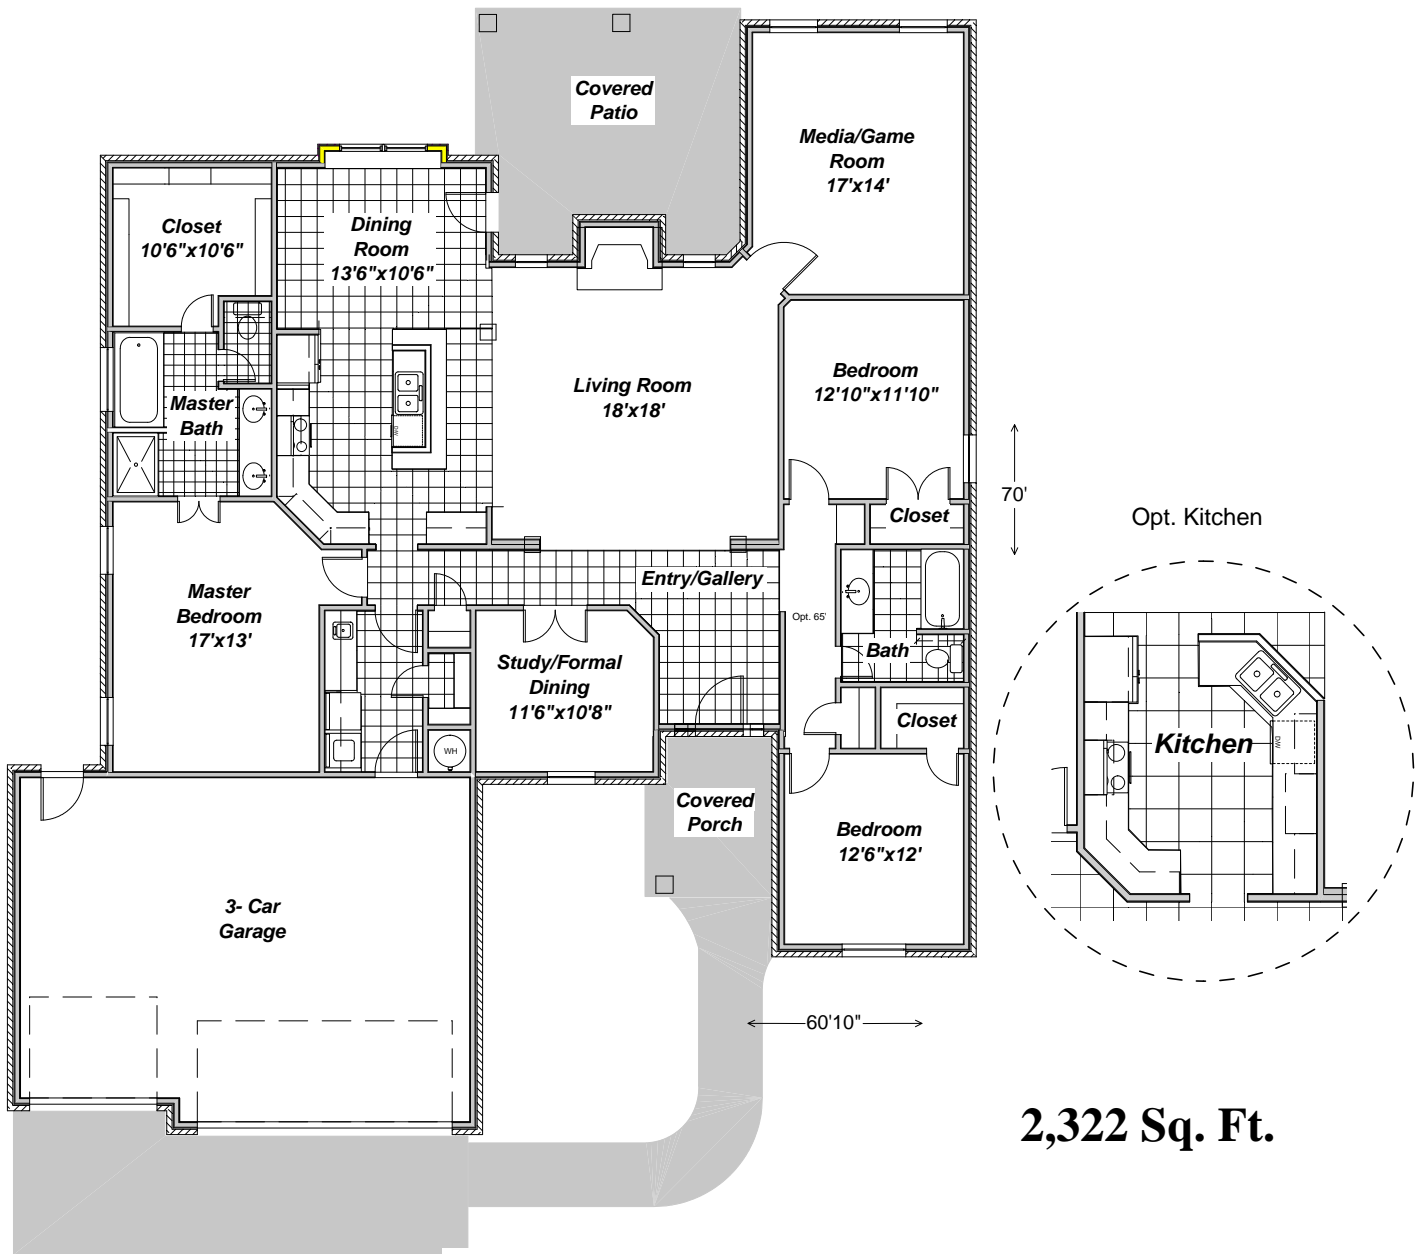 Covered
Patio
Media/Game
Room
17'x14'
Closet
10'6"x10'6"
Dining
Room
13'6"x10'6"
Living Room
18'x18'
Bedroom
12'10"x11'10"
Master
Bath
DW
70'
Closet
Opt. Kitchen
Entry/Gallery
Master
Bedroom
17'x13'
Opt. 65'
Bath
Study/Formal
Dining
11'6"x10'8"
Closet
WH
Kitchen
DW
Covered
Porch
Bedroom
12'6"x12'
3- Car
Garage
60'10"
2,322 Sq. Ft.